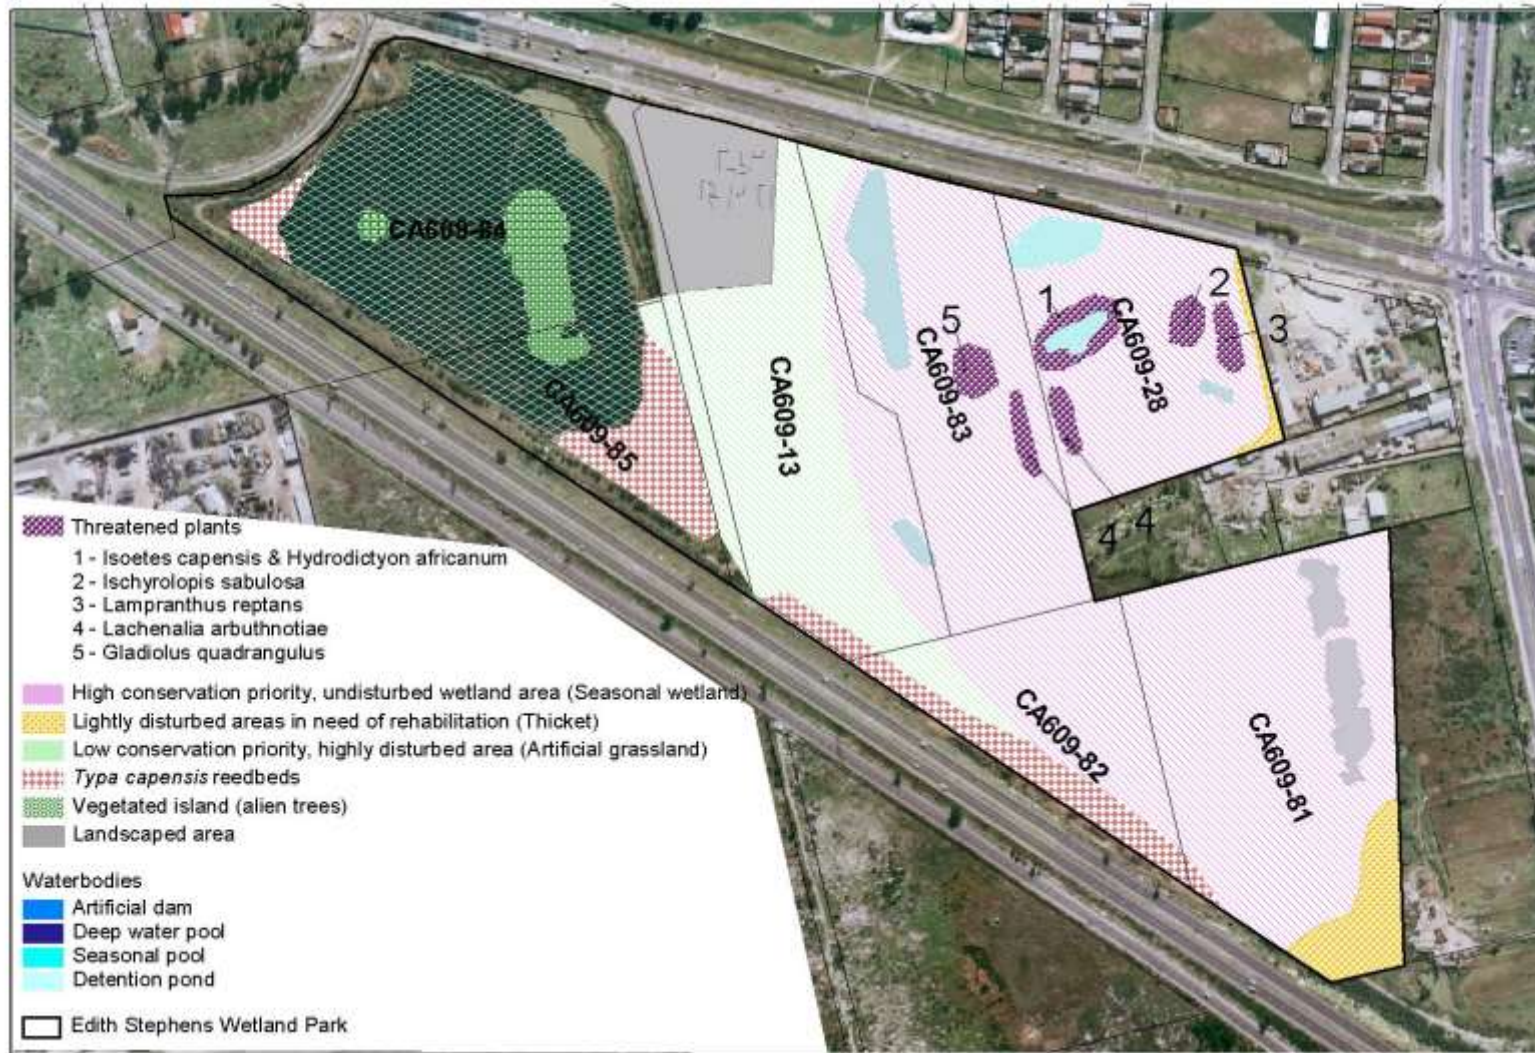 CA609-84
CA609-85
CA609-13
CA609-83
CA609-28
CA609-82
CA609-81
1
2
3
5
4
4
Threatened plants
1 - Isoetes capensis & Hydrodictyon africanum
2 - Ischyrolopis sabulosa
3 - Lampranthus reptans
4 - Lachenalia arbuthnotiae
5 - Gladiolus quadrangulus
High conservation priority, undisturbed wetland area (Seasonal wetland)
Lightly disturbed areas in need of rehabilitation (Thicket)
Low conservation priority, highly disturbed area (Artificial grassland)
Typa capensis reedbeds
Vegetated island (alien trees)
Landscaped area
Waterbodies
Artificial dam
Deep water pool
Seasonal pool
Detention pond
Edith Stephens Wetland Park